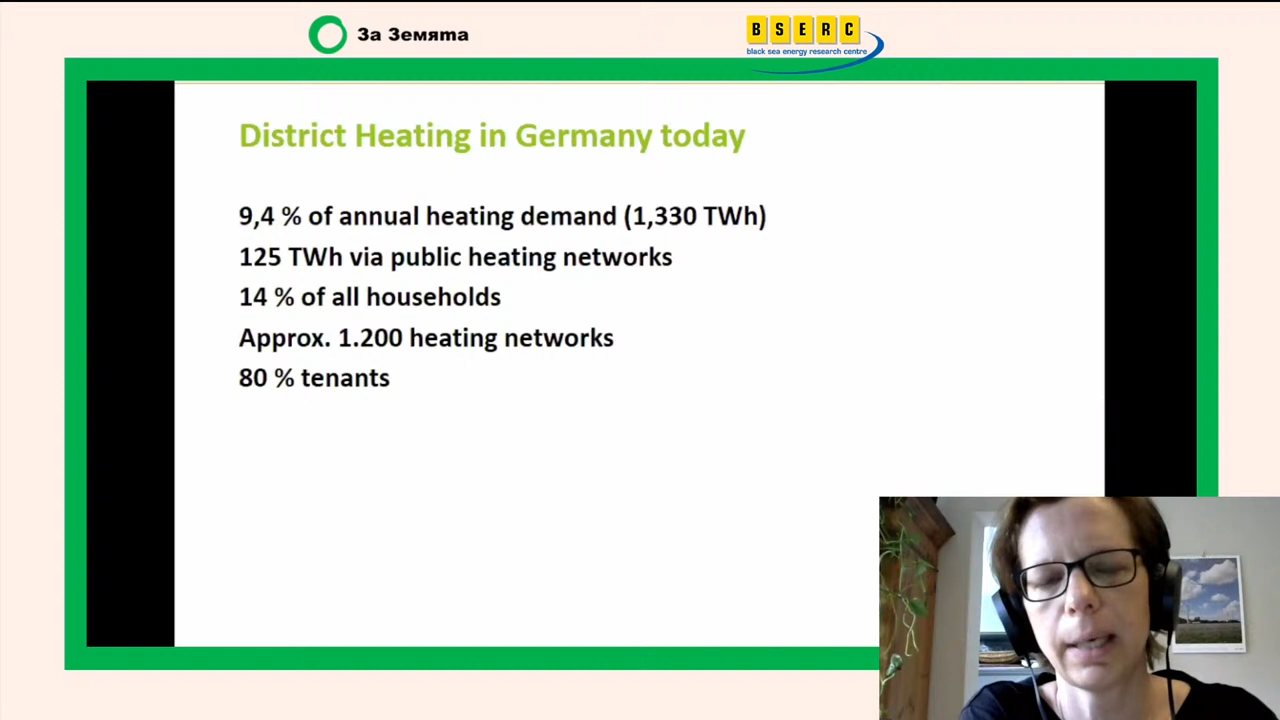 За Земята
BSERC
black sea energy research centre
District Heating in Germany today
9,4 % of annual heating demand (1,330 TWh)
125 TWh via public heating networks
14 % of all households
Approx. 1.200 heating networks
80 % tenants